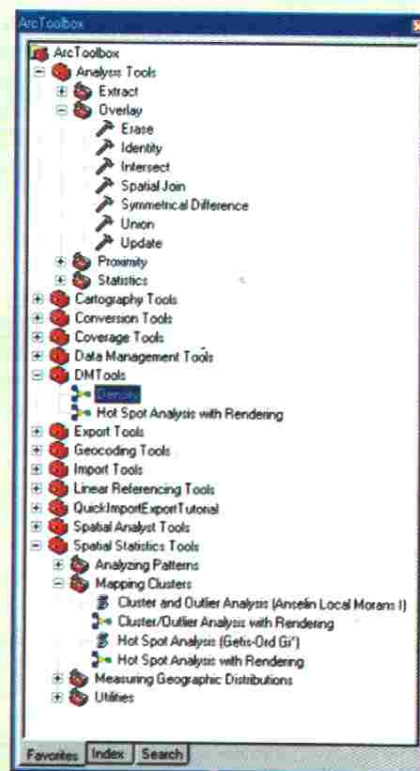 ArcToolbox
ArcToolbox
Analysis Tools
Extract
Overlay
Erase
Identity
Intersect
Spatial Join
Symmetrical Difference
Union
Update
Proximity
Statistics
Cartography Tools
Conversion Tools
Coverage Tools
Data Management Tools
DMTools
Density
Hot Spot Analysis with Rendering
Export Tools
Geocoding Tools
Import Tools
Linear Referencing Tools
QuickImportExportTutorial
Spatial Analyst Tools
Spatial Statistics Tools
Analyzing Patterns
Mapping Clusters
Cluster and Outlier Analysis (Anselin Local Morans I)
Cluster/Outlier Analysis with Rendering
Hot Spot Analysis (Getis-Ord Gi*)
Hot Spot Analysis with Rendering
Measuring Geographic Distributions
Utilities
Favorites Index Search